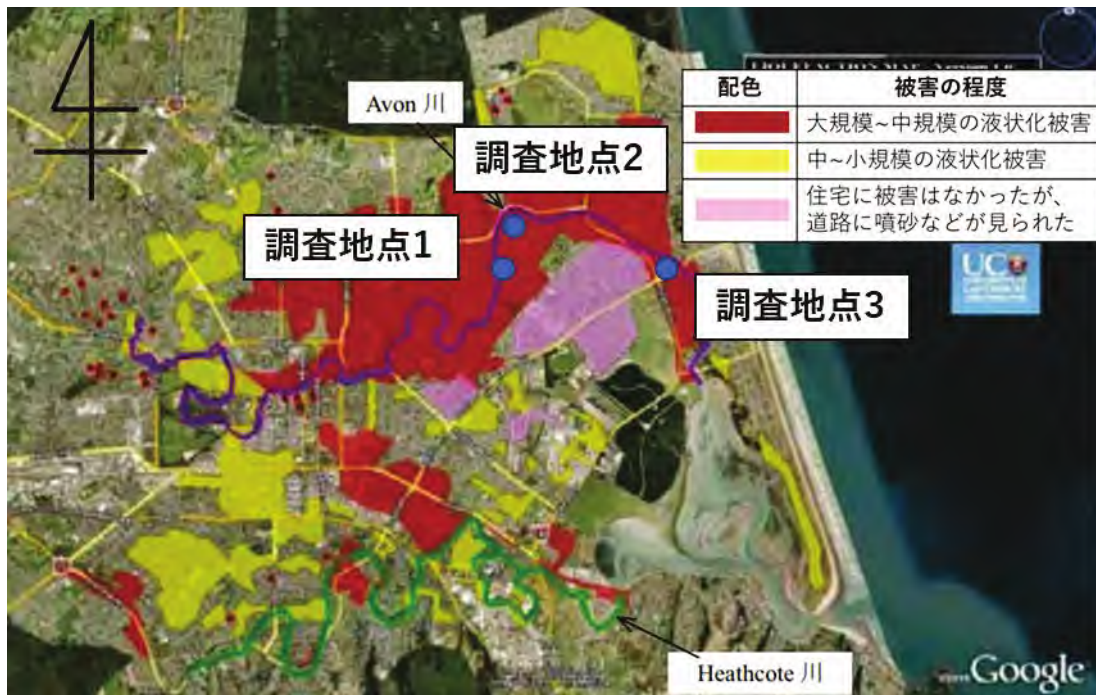 Avon 川
調査地点2
調査地点1
調査地点3
配色
被害の程度
大規模~中規模の液状化被害
中~小規模の液状化被害
住宅に被害はなかったが、
道路に噴砂などが見られた
UC
Heathcote 川
Google